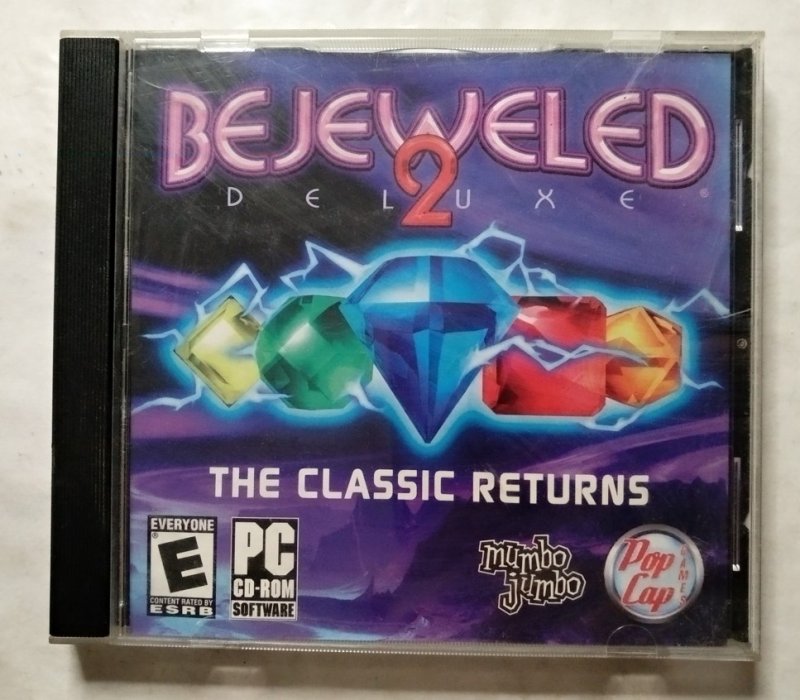 BEJEWELED
2
DELUXE ®
THE CLASSIC RETURNS
EVERYONE
E ®
CONTENT RATED BY
ESRB
PC
CD-ROM
SOFTWARE
mumbo
jumbo
Pop
Cap
GAMES